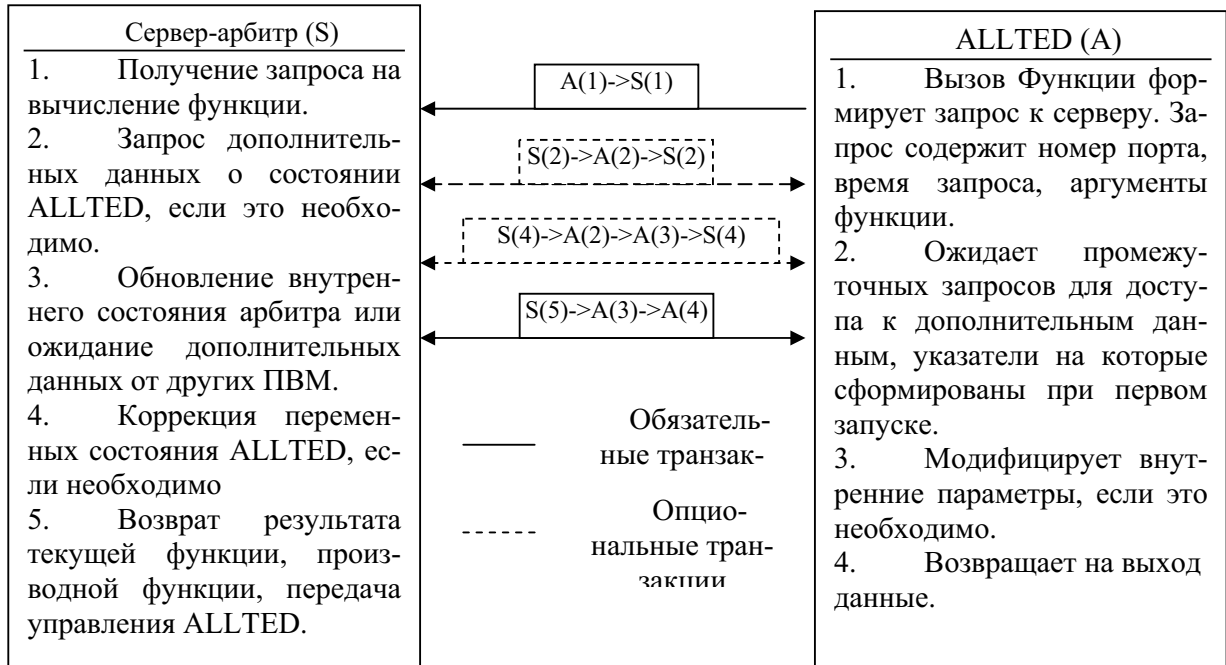 Сервер-арбитр (S)
1. Получение запроса на
вычисление функции.
2. Запрос дополнитель-
ных данных о состоянии
ALLTED, если это необхо-
димо.
3. Обновление внутрен-
него состояния арбитра или
ожидание дополнительных
данных от других ПВМ.
4. Коррекция перемен-
ных состояния ALLTED, ес-
ли необходимо
5. Возврат результата
текущей функции, произ-
водной функции, передача
управления ALLTED.
A(1)->S(1)
S(2)->A(2)->S(2)
S(4)->A(2)->A(3)->S(4)
S(5)->A(3)->A(4)
Обязатель-
ные транзак-
Опцио-
нальные тран-
закции
ALLTED (A)
1. Вызов Функции фор-
мирует запрос к серверу. За-
прос содержит номер порта,
время запроса, аргументы
функции.
2. Ожидает промежу-
точных запросов для досту-
па к дополнительным дан-
ным, указатели на которые
сформированы при первом
запуске.
3. Модифицирует внут-
ренние параметры, если это
необходимо.
4. Возвращает на выход
данные.